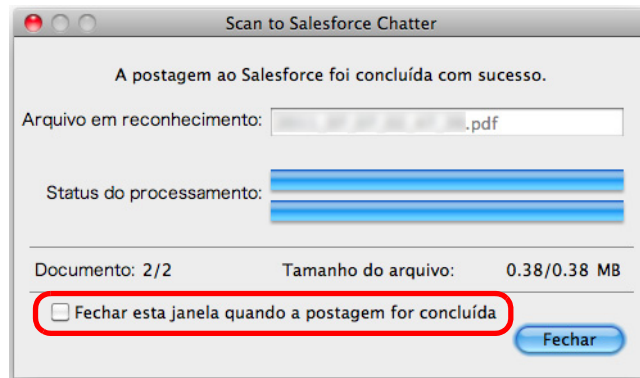 Scan to Salesforce Chatter
A postagem ao Salesforce foi concluída com sucesso.
Arquivo em reconhecimento: .pdf
Status do processamento:
Documento: 2/2 Tamanho do arquivo: 0.38/0.38 MB
Fechar esta janela quando a postagem for concluída
Fechar